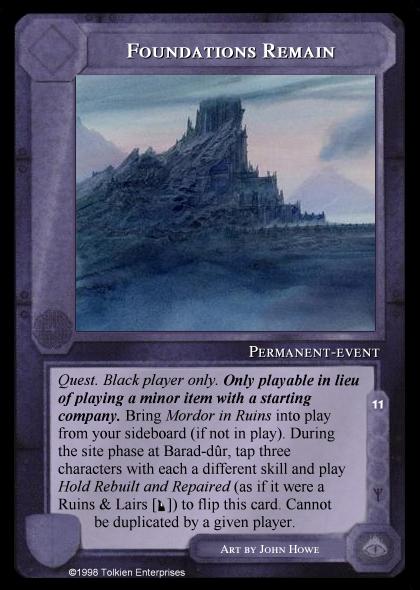 FOUNDATIONS REMAIN
PERMANENT-EVENT
Quest. Black player only. Only playable in lieu
of playing a minor item with a starting
company. Bring Mordor in Ruins into play
from your sideboard (if not in play). During
the site phase at Barad-dûr, tap three
characters with each a different skill and play
Hold Rebuilt and Repaired (as if it were a
Ruins & Lairs []) to flip this card. Cannot
be duplicated by a given player.
11
ART BY JOHN HOWE
©1998 Tolkien Enterprises